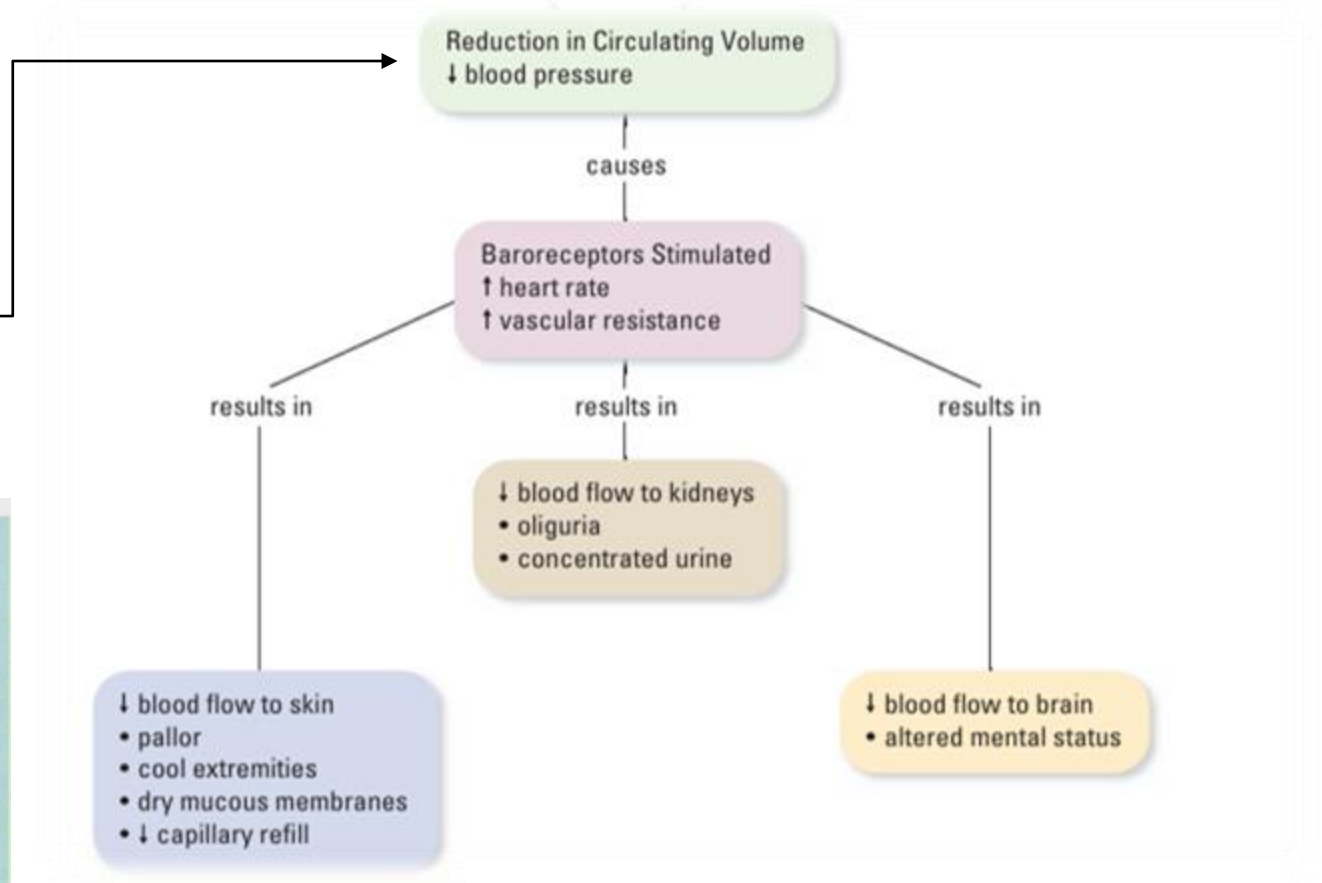 Reduction in Circulating Volume
↓ blood pressure
causes
Baroreceptors Stimulated
↑ heart rate
↑ vascular resistance
results in
results in
results in
↓ blood flow to kidneys
• oliguria
• concentrated urine
↓ blood flow to skin
• pallor
• cool extremities
• dry mucous membranes
• ↓ capillary refill
↓ blood flow to brain
• altered mental status